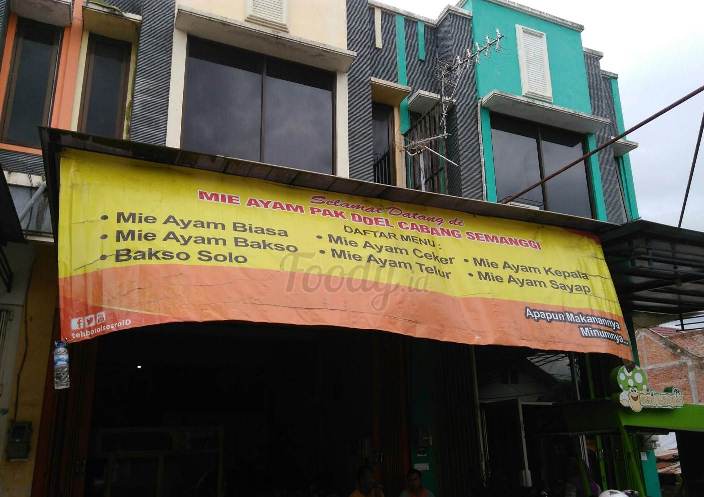 Selamat Datang di
MIE AYAM PAK DDEL CABANG SEMANGGI
DAFTAR MENU :
• Mie Ayam Biasa
• Mie Ayam Bakso
• Bakso Solo
• Mie Ayam Ceker
• Mie Ayam Telur
• Mie Ayam Kepala
• Mie Ayam Sayap
Foody.id
Apapun Makanannya
Minumnya...